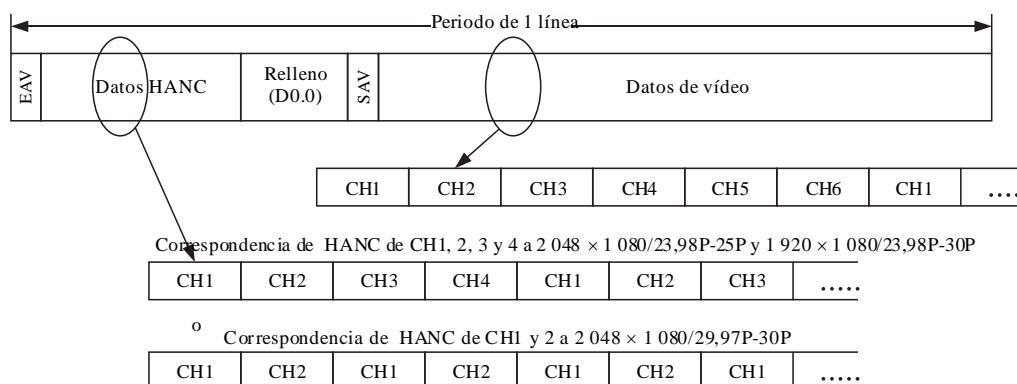 Periodo de 1 línea
EAV
Datos HANC
Relleno
(D0.0)
SAV
Datos de vídeo
CH1 CH2 CH3 CH4 CH5 CH6 CH1 ....
Correspondencia de HANC de CH1, 2, 3 y 4 a 2 048 × 1 080/23,98P-25P y 1 920 × 1 080/23,98P-30P
CH1 CH2 CH3 CH4 CH1 CH2 CH3 .....
o
Correspondencia de HANC de CH1 y 2 a 2 048 × 1 080/29,97P-30P
CH1 CH2 CH1 CH2 CH1 CH2 CH1 .....